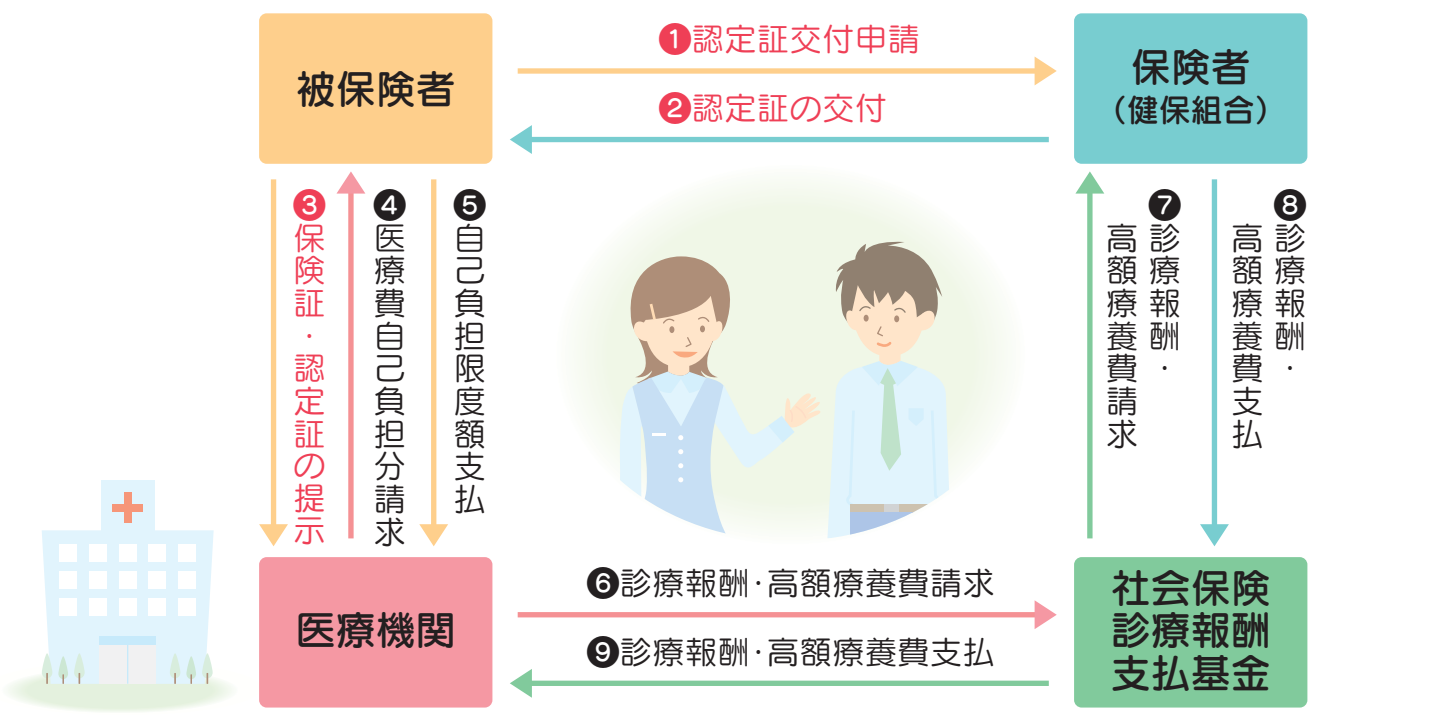 被保険者
❶認定証交付申請
❷認定証の交付
保険者
（健保組合）
❸保険証・認定証の提示
❹医療費自己負担分請求
❺自己負担限度額支払
❼診療報酬・
高額療養費請求
❽診療報酬・
高額療養費支払
医療機関
❻診療報酬・高額療養費請求
❾診療報酬・高額療養費支払
社会保険
診療報酬
支払基金